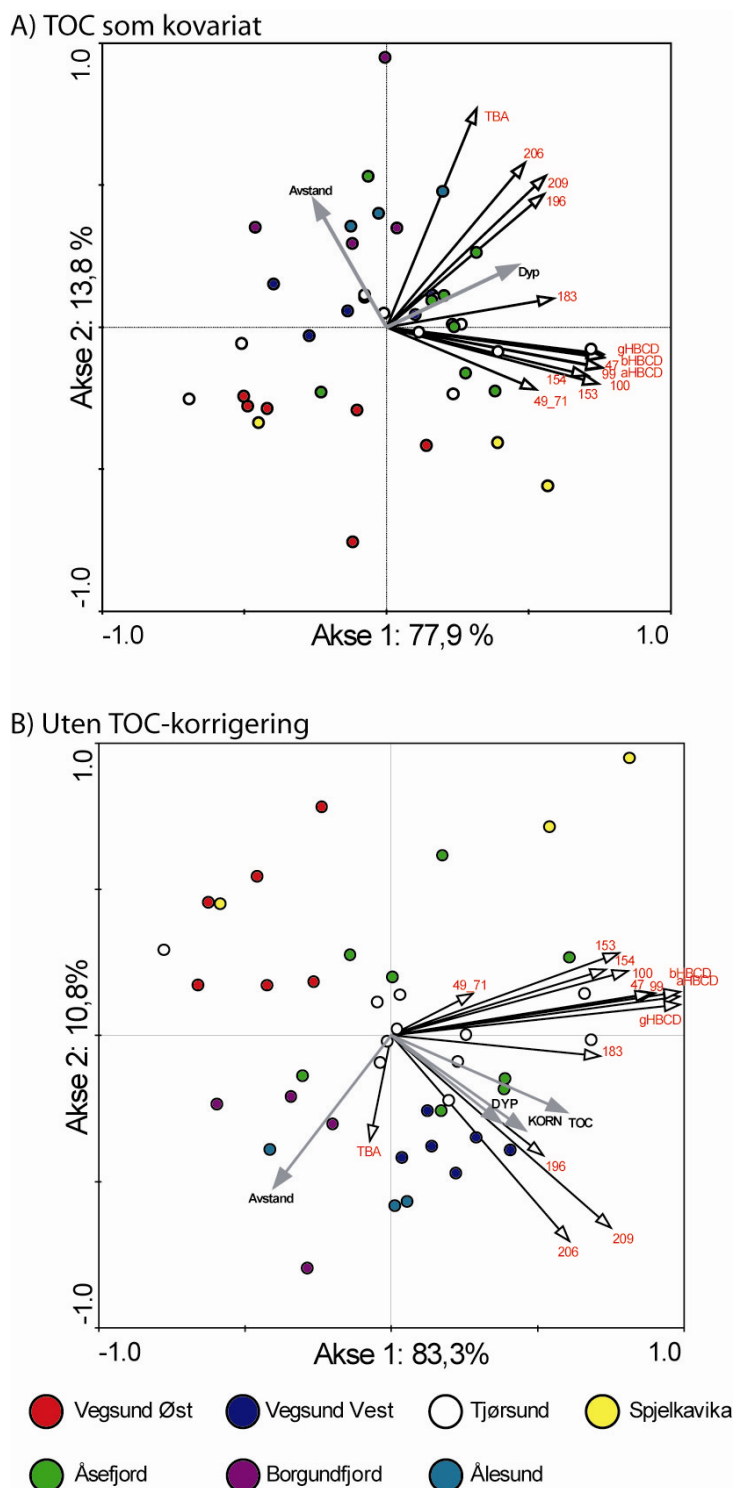 A) TOC som kovariat
1.0
TBA
206
209
196
Avstand
Dyp
183
gHBCD
bHBCD
47
aHBCD
99
154
153
100
49_71
Akse 2: 13,8 %
-1.0
-1.0
Akse 1: 77,9 %
1.0
B) Uten TOC-korrigering
1.0
153
154
100
bHBCD
47
99
aHBCD
49_71
gHBCD
183
DYP
KORN
TOC
TBA
196
Avstand
209
206
Akse 2: 10,8%
-1.0
-1.0
Akse 1: 83,3%
1.0
Vegsund Øst
Vegsund Vest
Tjørsund
Spjelkavika
Åsefjord
Borgundfjord
Ålesund